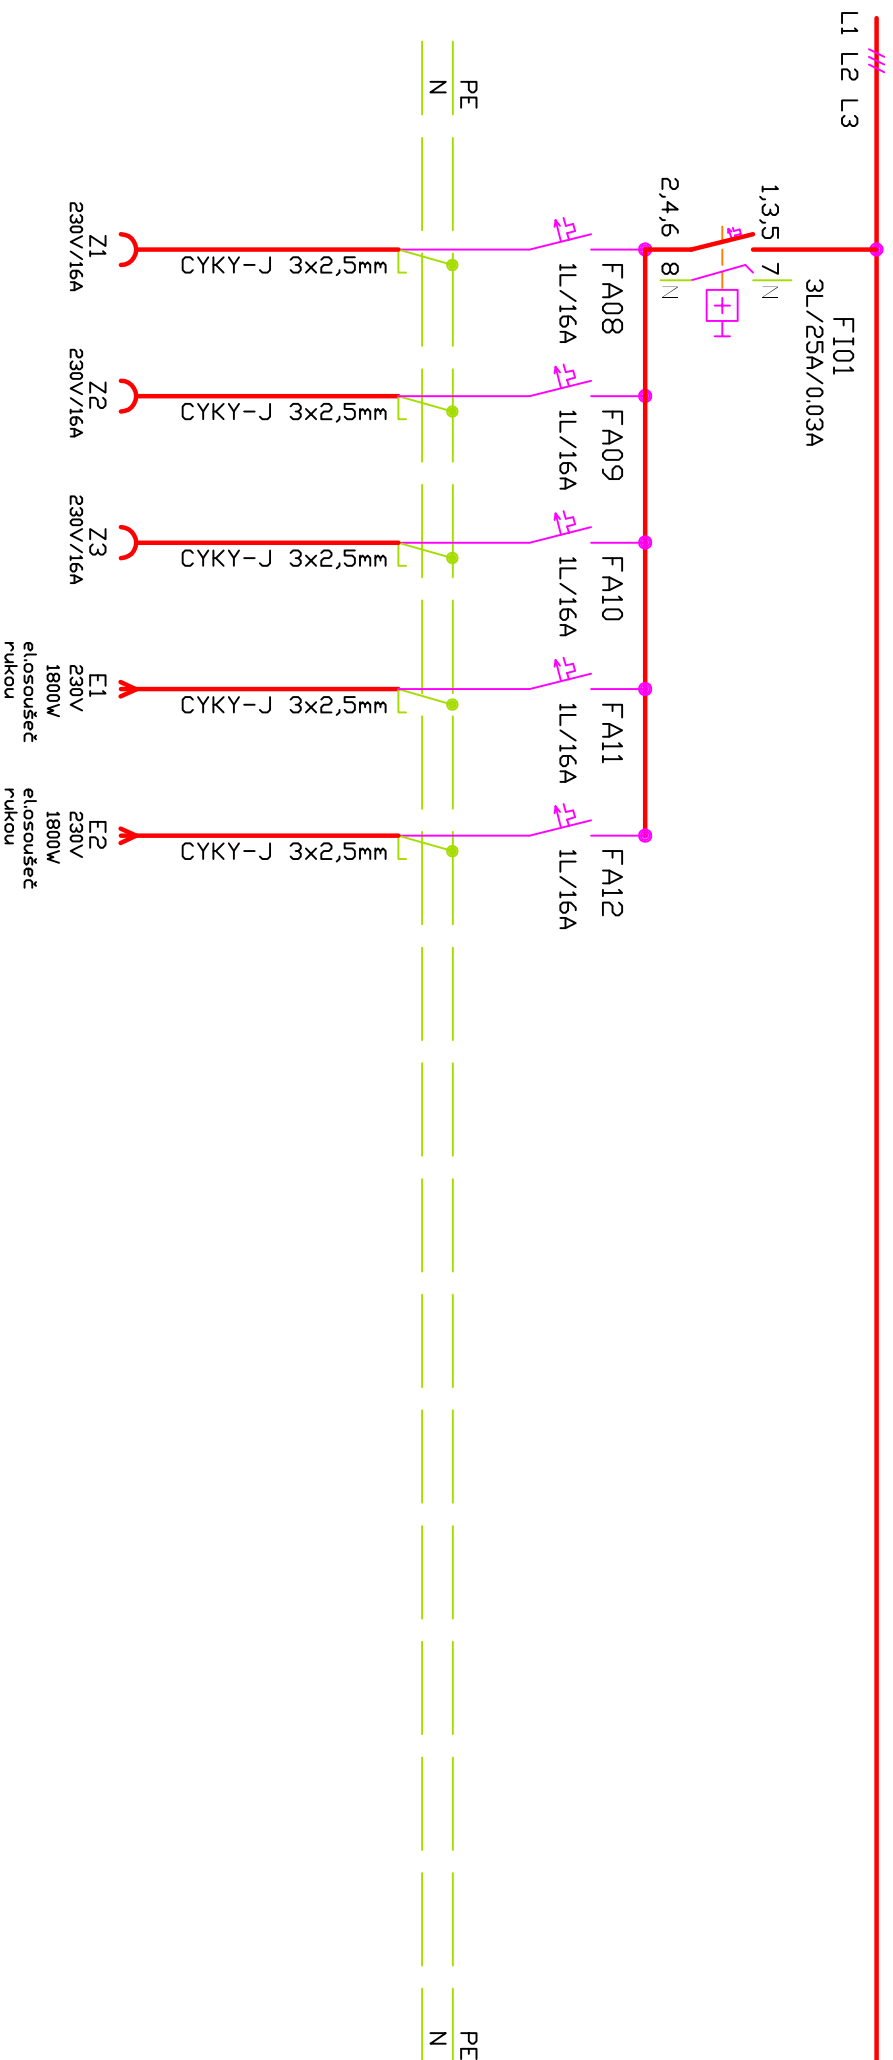 L1 L2 L3
FI01
3L/25A/0.03A
1,3,5
7
N
2,4,6
8
N
FA08
1L/16A
FA09
1L/16A
FA10
1L/16A
FA11
1L/16A
FA12
1L/16A
PE
N
PE
N
CYKY-J 3x2,5mm
CYKY-J 3x2,5mm
CYKY-J 3x2,5mm
CYKY-J 3x2,5mm
CYKY-J 3x2,5mm
Z1
230V/16A
Z2
230V/16A
Z3
230V/16A
E1
230V
1800W
el.osoušeč
rukou
E2
230V
1800W
el.osoušeč
rukou